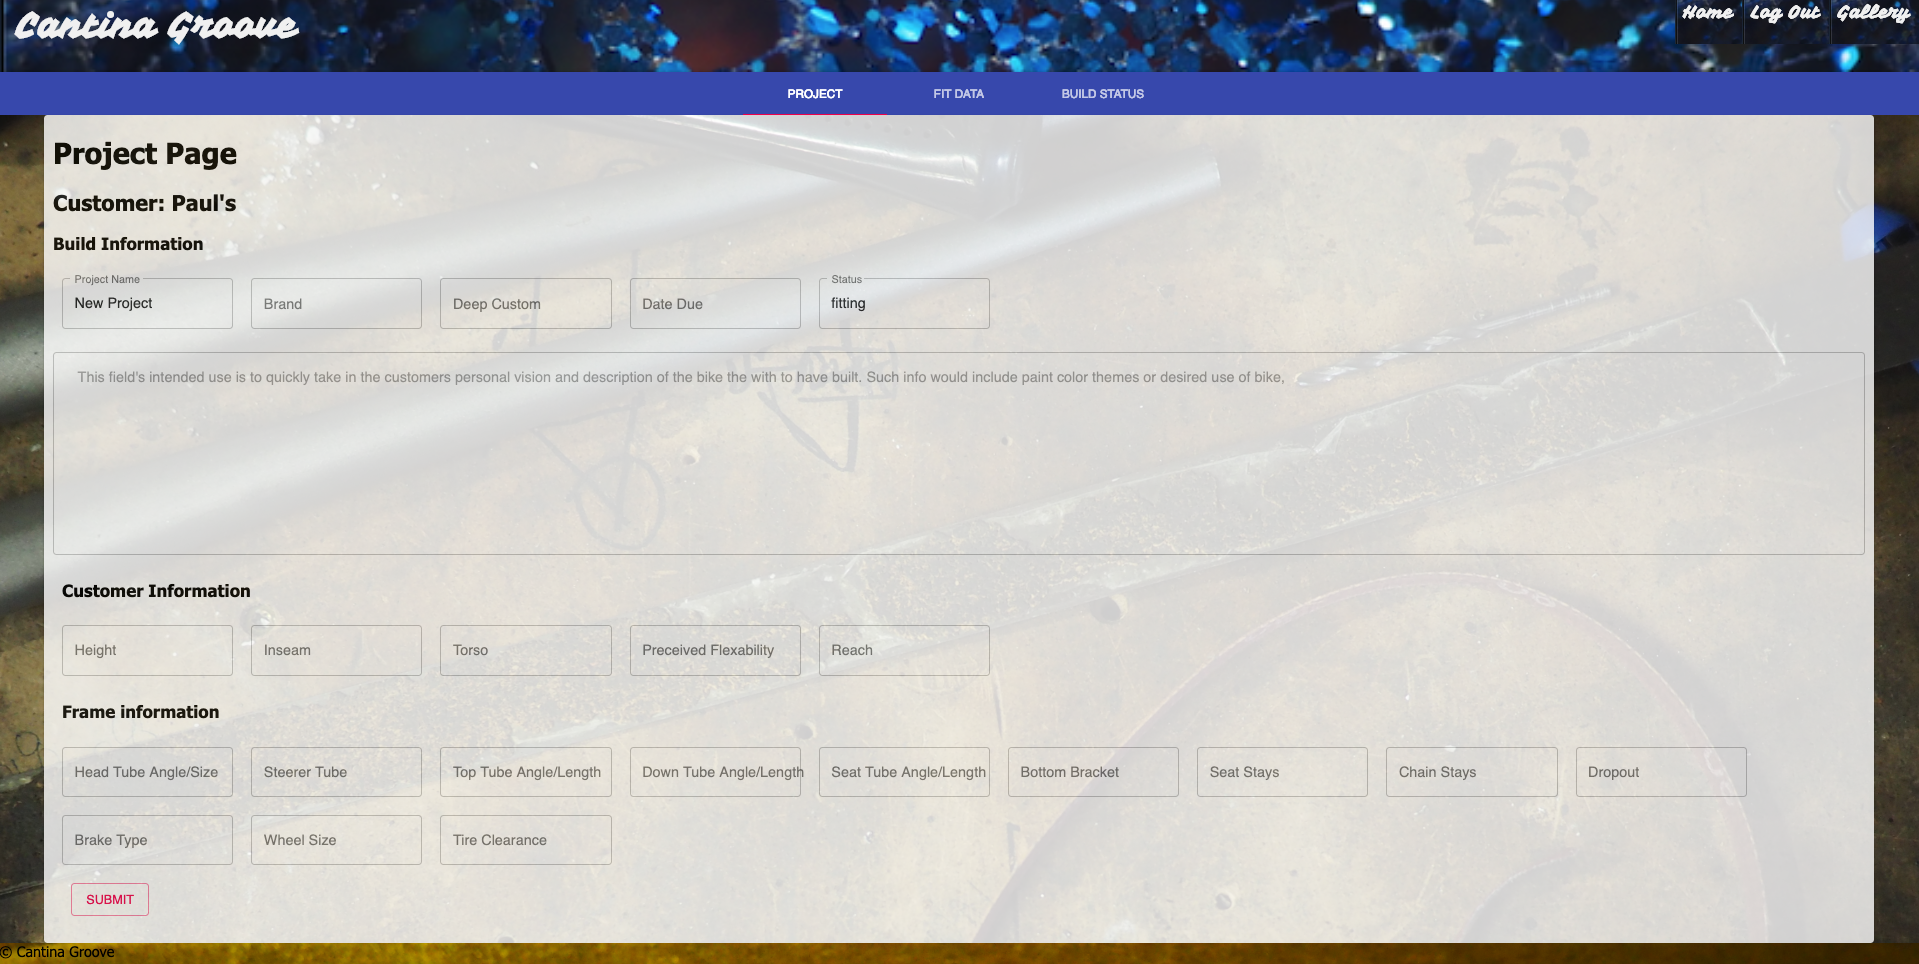 Cantina Groove
Home Log Out Gallery
PROJECT FIT DATA BUILD STATUS
Project Page
Customer: Paul's
Build Information
Project Name Status
New Project Brand Deep Custom Date Due fitting
This field's intended use is to quickly take in the customers personal vision and description of the bike the with to have built. Such info would include paint color themes or desired use of bike,
Customer Information
Height Inseam Torso Preceived Flexability Reach
Frame information
Head Tube Angle/Size Steerer Tube Top Tube Angle/Length Down Tube Angle/Length Seat Tube Angle/Length Bottom Bracket Seat Stays Chain Stays Dropout
Brake Type Wheel Size Tire Clearance
SUBMIT
© Cantina Groove